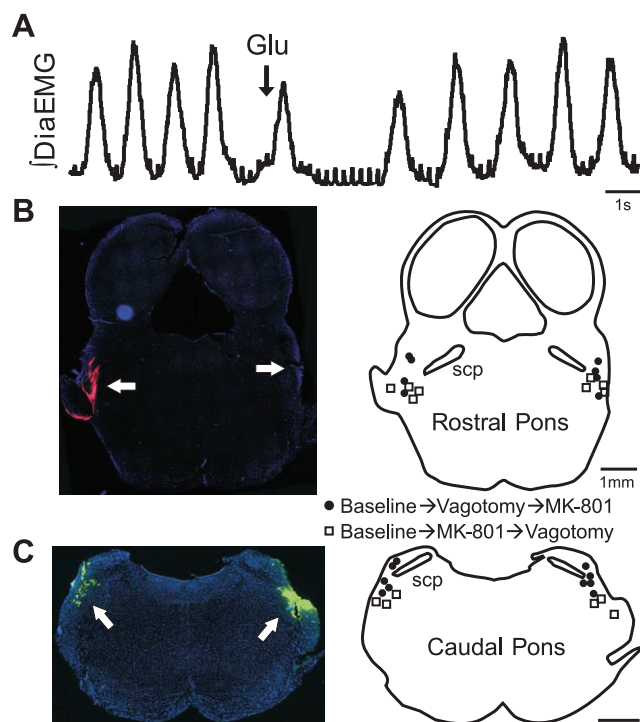 A
Glu
∫DiaEMG
1s
B
scp
Rostral Pons
1mm
● Baseline→Vagotomy→MK-801
□ Baseline→MK-801→Vagotomy
C
scp
Caudal Pons